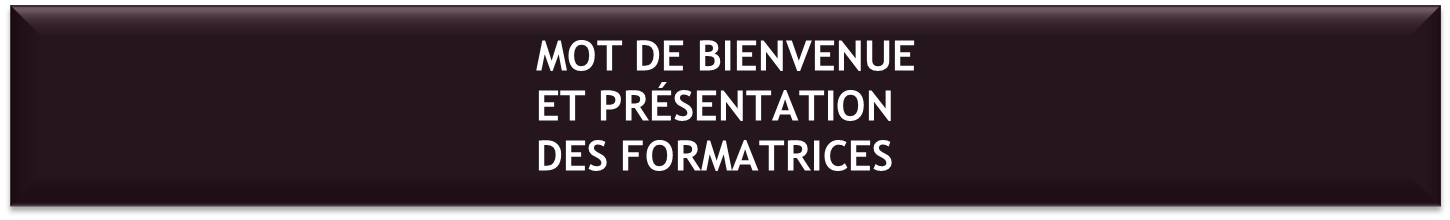 MOT DE BIENVENUE
ET PRÉSENTATION
DES FORMATRICES